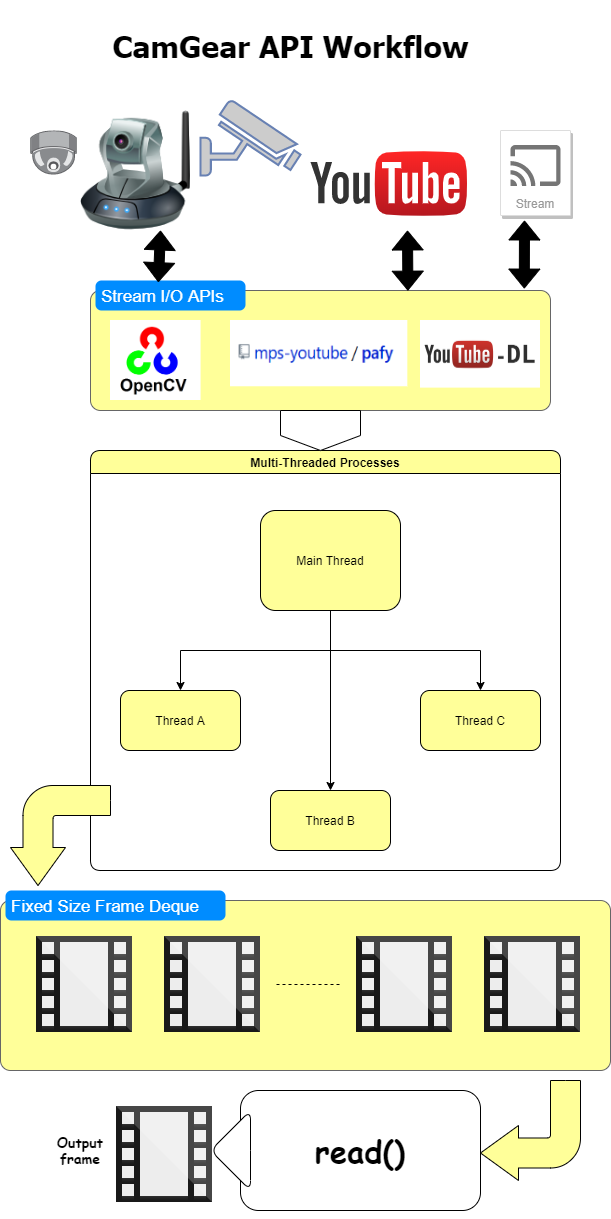 CamGear API Workflow
YouTube
Stream
Stream I/O APIs
OpenCV
mps-youtube / pafy
YouTube-DL
Multi-Threaded Processes
Main Thread
Thread A
Thread C
Thread B
Fixed Size Frame Deque
Output
frame
read()